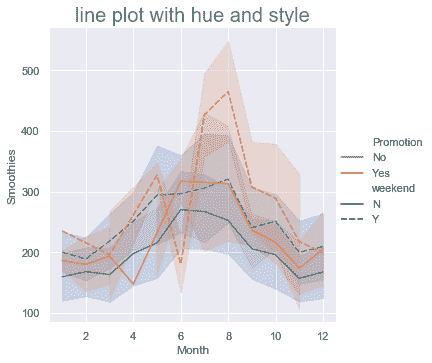 line plot with hue and style
500
400
300
200
100
Smoothies
2 4 6 8 10 12
Month
Promotion
No
Yes
weekend
N
Y